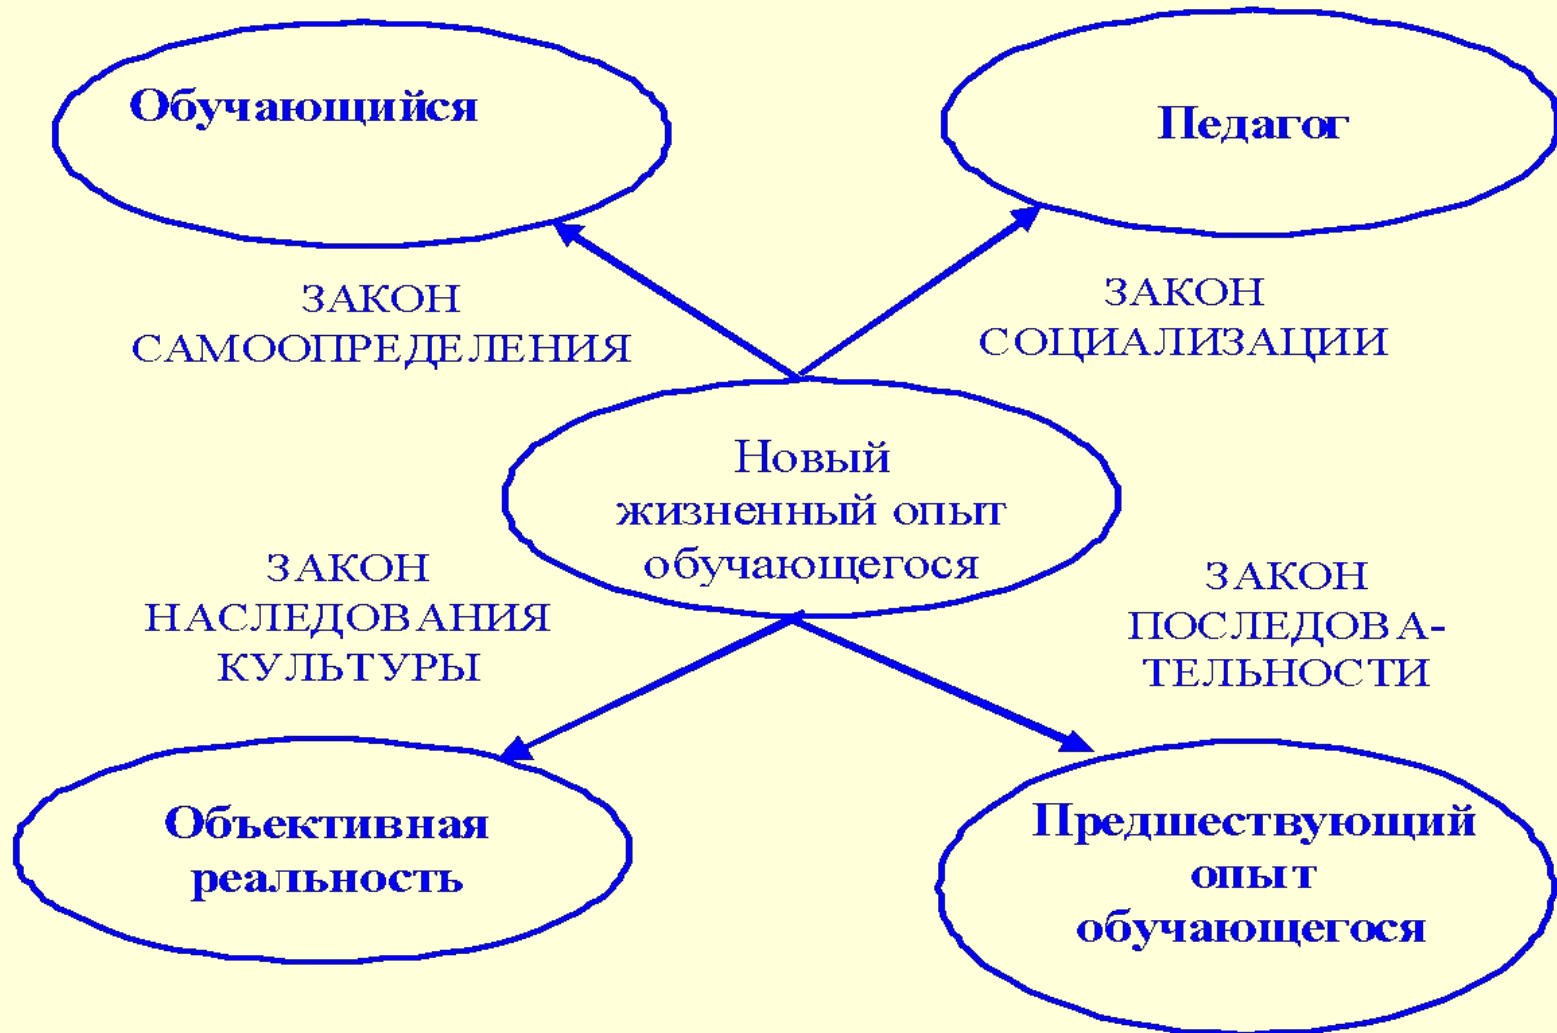 Обучающийся
Педагог
ЗАКОН
САМООПРЕДЕЛЕНИЯ
ЗАКОН
СОЦИАЛИЗАЦИИ
Новый
жизненный опыт
обучающегося
ЗАКОН
НАСЛЕДОВАНИЯ
КУЛЬТУРЫ
ЗАКОН
ПОСЛЕДОВА-
ТЕЛЬНОСТИ
Объективная
реальность
Предшествующий
опыт
обучающегося